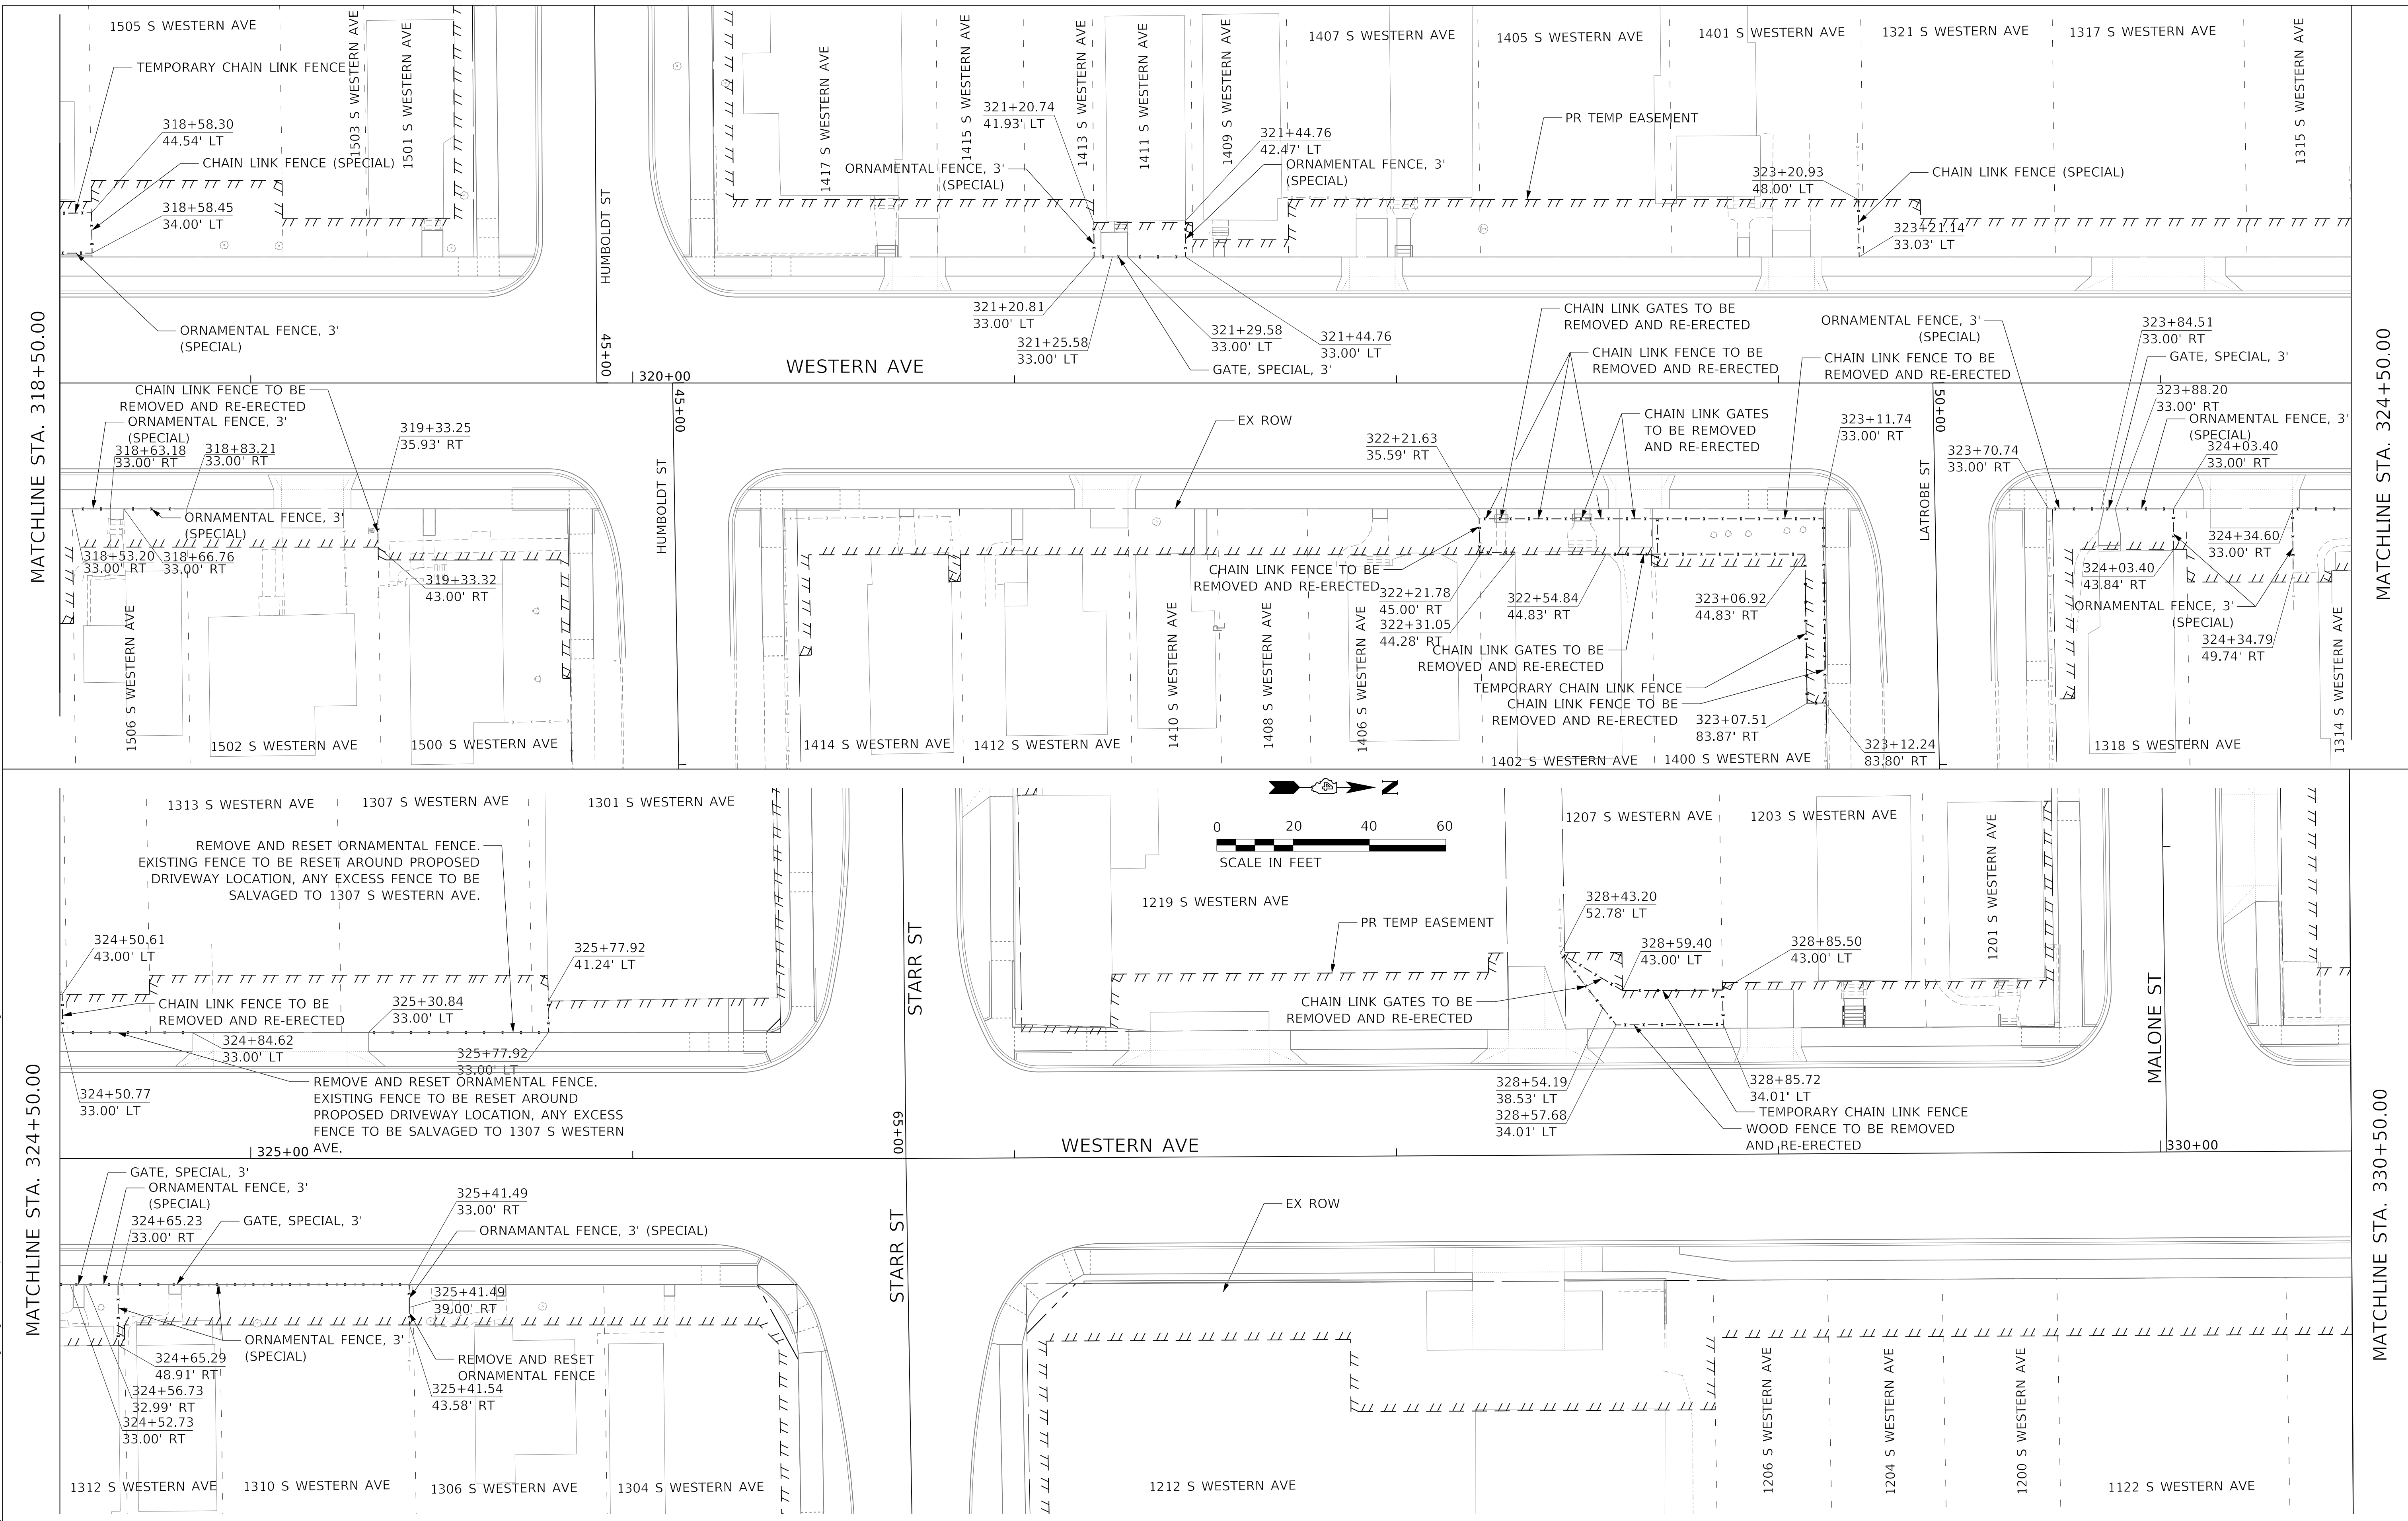 1505 S WESTERN AVE
1503 S WESTERN AVE
1501 S WESTERN AVE
TEMPORARY CHAIN LINK FENCE
318+58.30
44.54' LT
CHAIN LINK FENCE (SPECIAL)
318+58.45
34.00' LT
ORNAMENTAL FENCE, 3'
(SPECIAL)
HUMBOLDT ST
45+00
320+00
WESTERN AVE
1417 S WESTERN AVE
1415 S WESTERN AVE
1413 S WESTERN AVE
1411 S WESTERN AVE
1409 S WESTERN AVE
1407 S WESTERN AVE
1405 S WESTERN AVE
1401 S WESTERN AVE
1321 S WESTERN AVE
1317 S WESTERN AVE
1315 S WESTERN AVE
321+20.74
41.93' LT
ORNAMENTAL FENCE, 3'
(SPECIAL)
321+44.76
42.47' LT
ORNAMENTAL FENCE, 3'
(SPECIAL)
PR TEMP EASEMENT
323+20.93
48.00' LT
CHAIN LINK FENCE (SPECIAL)
323+21.14
33.03' LT
321+20.81
33.00' LT
321+25.58
33.00' LT
321+29.58
33.00' LT
321+44.76
33.00' LT
GATE, SPECIAL, 3'
MATCHLINE STA. 318+50.00
MATCHLINE STA. 324+50.00
CHAIN LINK FENCE TO BE
REMOVED AND RE-ERECTED
ORNAMENTAL FENCE, 3'
(SPECIAL)
318+63.18
33.00' RT
318+83.21
33.00' RT
319+33.25
35.93' RT
ORNAMENTAL FENCE, 3'
(SPECIAL)
318+53.20
33.00' RT
318+66.76
33.00' RT
319+33.32
43.00' RT
1506 S WESTERN AVE
1502 S WESTERN AVE
1500 S WESTERN AVE
HUMBOLDT ST
45+00
EX ROW
CHAIN LINK GATES TO BE
REMOVED AND RE-ERECTED
CHAIN LINK FENCE TO BE
REMOVED AND RE-ERECTED
CHAIN LINK GATES
TO BE REMOVED
AND RE-ERECTED
322+21.63
35.59' RT
CHAIN LINK FENCE TO BE
REMOVED AND RE-ERECTED
323+11.74
33.00' RT
CHAIN LINK FENCE TO BE
REMOVED AND RE-ERECTED
322+21.78
45.00' RT
322+31.05
44.28' RT
322+54.84
44.83' RT
323+06.92
44.83' RT
CHAIN LINK GATES TO BE
REMOVED AND RE-ERECTED
TEMPORARY CHAIN LINK FENCE
CHAIN LINK FENCE TO BE
REMOVED AND RE-ERECTED
323+07.51
83.87' RT
323+12.24
83.80' RT
1414 S WESTERN AVE
1412 S WESTERN AVE
1410 S WESTERN AVE
1408 S WESTERN AVE
1406 S WESTERN AVE
1402 S WESTERN AVE
1400 S WESTERN AVE
LATROBE ST
50+00
ORNAMENTAL FENCE, 3'
(SPECIAL)
323+84.51
33.00' RT
GATE, SPECIAL, 3'
323+88.20
33.00' RT
ORNAMENTAL FENCE, 3'
(SPECIAL)
324+03.40
33.00' RT
323+70.74
33.00' RT
324+34.60
33.00' RT
324+03.40
43.84' RT
ORNAMENTAL FENCE, 3'
(SPECIAL)
324+34.79
49.74' RT
1318 S WESTERN AVE
1314 S WESTERN AVE
1313 S WESTERN AVE
1307 S WESTERN AVE
1301 S WESTERN AVE
REMOVE AND RESET ORNAMENTAL FENCE.
EXISTING FENCE TO BE RESET AROUND PROPOSED
DRIVEWAY LOCATION, ANY EXCESS FENCE TO BE
SALVAGED TO 1307 S WESTERN AVE.
324+50.61
43.00' LT
325+77.92
41.24' LT
CHAIN LINK FENCE TO BE
REMOVED AND RE-ERECTED
325+30.84
33.00' LT
324+84.62
33.00' LT
325+77.92
33.00' LT
324+50.77
33.00' LT
REMOVE AND RESET ORNAMENTAL FENCE.
EXISTING FENCE TO BE RESET AROUND
PROPOSED DRIVEWAY LOCATION, ANY EXCESS
FENCE TO BE SALVAGED TO 1307 S WESTERN
AVE.
325+00
STARR ST
65+00
N
0 20 40 60
SCALE IN FEET
1219 S WESTERN AVE
PR TEMP EASEMENT
1207 S WESTERN AVE
1203 S WESTERN AVE
1201 S WESTERN AVE
328+43.20
52.78' LT
328+59.40
43.00' LT
328+85.50
43.00' LT
CHAIN LINK GATES TO BE
REMOVED AND RE-ERECTED
328+54.19
38.53' LT
328+57.68
34.01' LT
328+85.72
34.01' LT
TEMPORARY CHAIN LINK FENCE
WOOD FENCE TO BE REMOVED
AND RE-ERECTED
WESTERN AVE
MALONE ST
330+00
MATCHLINE STA. 324+50.00
MATCHLINE STA. 330+50.00
GATE, SPECIAL, 3'
ORNAMENTAL FENCE, 3'
(SPECIAL)
324+65.23
33.00' RT
GATE, SPECIAL, 3'
325+41.49
33.00' RT
ORNAMANTAL FENCE, 3' (SPECIAL)
325+41.49
39.00' RT
ORNAMENTAL FENCE, 3'
(SPECIAL)
324+65.29
48.91' RT
324+56.73
32.99' RT
324+52.73
33.00' RT
REMOVE AND RESET
ORNAMENTAL FENCE
325+41.54
43.58' RT
1312 S WESTERN AVE
1310 S WESTERN AVE
1306 S WESTERN AVE
1304 S WESTERN AVE
STARR ST
EX ROW
1212 S WESTERN AVE
1206 S WESTERN AVE
1204 S WESTERN AVE
1200 S WESTERN AVE
1122 S WESTERN AVE